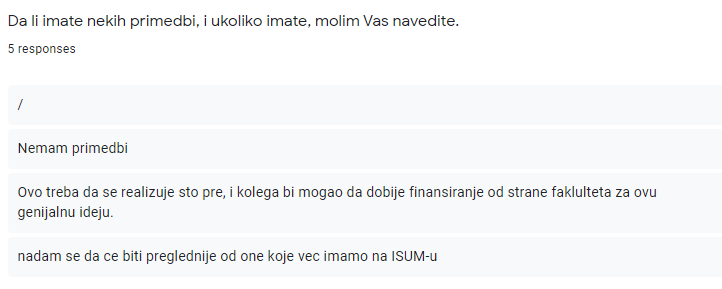 Da li imate nekih primedbi, i ukoliko imate, molim Vas navedite.
5 responses
/
Nemam primedbi
Ovo treba da se realizuje sto pre, i kolega bi mogao da dobije finansiranje od strane faklulteta za ovu
genijalnu ideju.
nadam se da ce biti preglednije od one koje vec imamo na ISUM-u